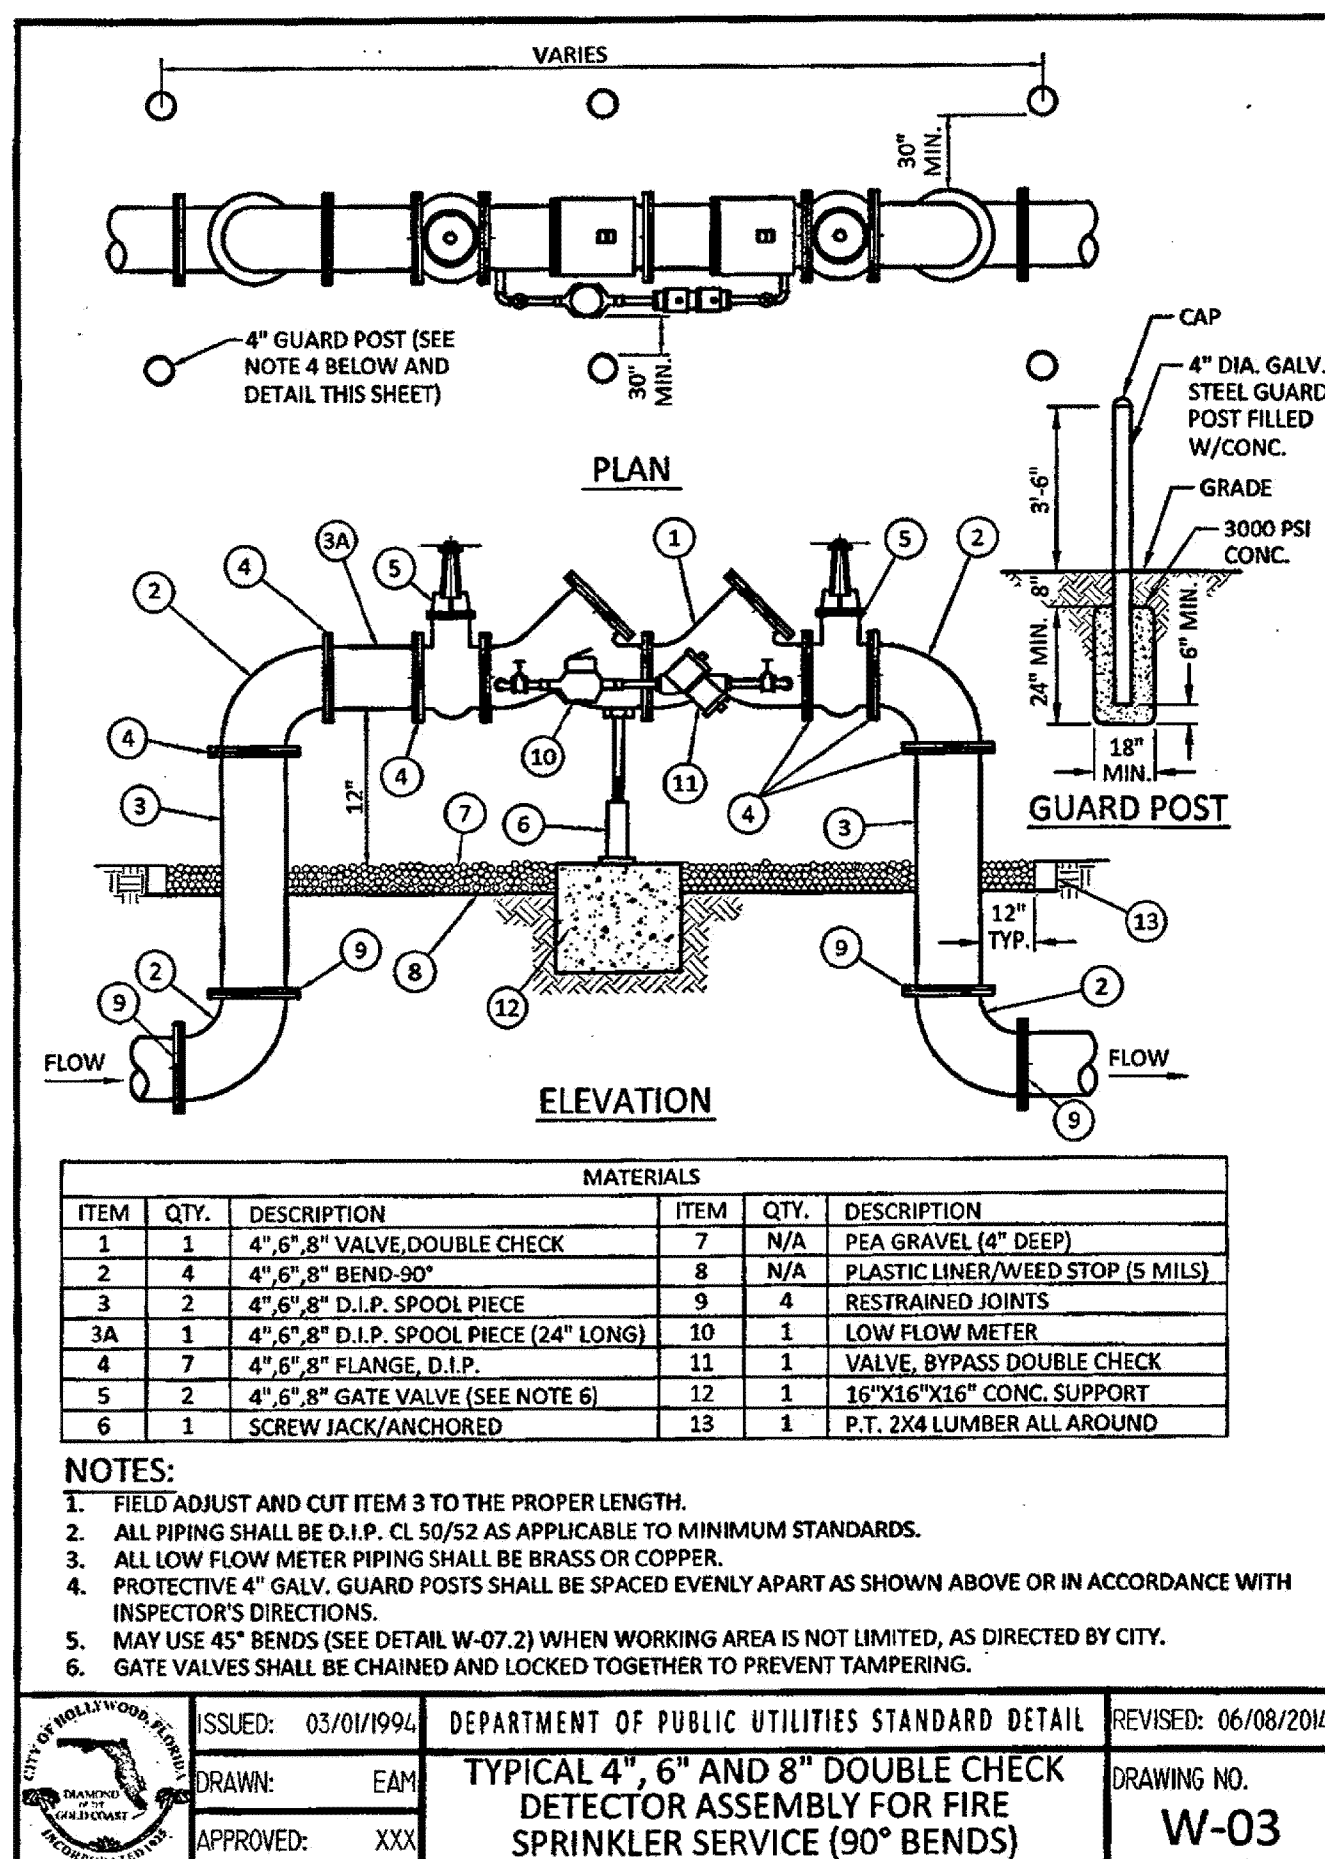 VARIES
30" MIN.
4" GUARD POST (SEE
NOTE 4 BELOW AND
DETAIL THIS SHEET)
30" MIN.
PLAN
CAP
4" DIA. GALV.
STEEL GUARD
POST FILLED
W/CONC.
GRADE
3000 PSI
CONC.
3'-6"
8"
24" MIN.
6" MIN.
18"
MIN.
GUARD POST
3A
1
5
2
4
5
2
4
10
11
4
4
3
12"
7
6
3
12"
TYP.
13
9
8
9
2
12
2
9
FLOW
FLOW
9
ELEVATION
MATERIALS
ITEM QTY. DESCRIPTION ITEM QTY. DESCRIPTION
1 1 4",6",8" VALVE,DOUBLE CHECK 7 N/A PEA GRAVEL (4" DEEP)
2 4 4",6",8" BEND-90° 8 N/A PLASTIC LINER/WEED STOP (5 MILS)
3 2 4",6",8" D.I.P. SPOOL PIECE 9 4 RESTRAINED JOINTS
3A 1 4",6",8" D.I.P. SPOOL PIECE (24" LONG) 10 1 LOW FLOW METER
4 7 4",6",8" FLANGE, D.I.P. 11 1 VALVE, BYPASS DOUBLE CHECK
5 2 4",6",8" GATE VALVE (SEE NOTE 6) 12 1 16"X16"X16" CONC. SUPPORT
6 1 SCREW JACK/ANCHORED 13 1 P.T. 2X4 LUMBER ALL AROUND
NOTES:
1. FIELD ADJUST AND CUT ITEM 3 TO THE PROPER LENGTH.
2. ALL PIPING SHALL BE D.I.P. CL 50/52 AS APPLICABLE TO MINIMUM STANDARDS.
3. ALL LOW FLOW METER PIPING SHALL BE BRASS OR COPPER.
4. PROTECTIVE 4" GALV. GUARD POSTS SHALL BE SPACED EVENLY APART AS SHOWN ABOVE OR IN ACCORDANCE WITH
INSPECTOR'S DIRECTIONS.
5. MAY USE 45° BENDS (SEE DETAIL W-07.2) WHEN WORKING AREA IS NOT LIMITED, AS DIRECTED BY CITY.
6. GATE VALVES SHALL BE CHAINED AND LOCKED TOGETHER TO PREVENT TAMPERING.
CITY OF HOLLYWOOD, FLORIDA
DIAMOND
OF THE
GOLD COAST
INCORPORATED 1925
ISSUED: 03/01/1994
DRAWN: EAM
APPROVED: XXX
DEPARTMENT OF PUBLIC UTILITIES STANDARD DETAIL
TYPICAL 4", 6" AND 8" DOUBLE CHECK
DETECTOR ASSEMBLY FOR FIRE
SPRINKLER SERVICE (90° BENDS)
REVISED: 06/08/2014
DRAWING NO.
W-03